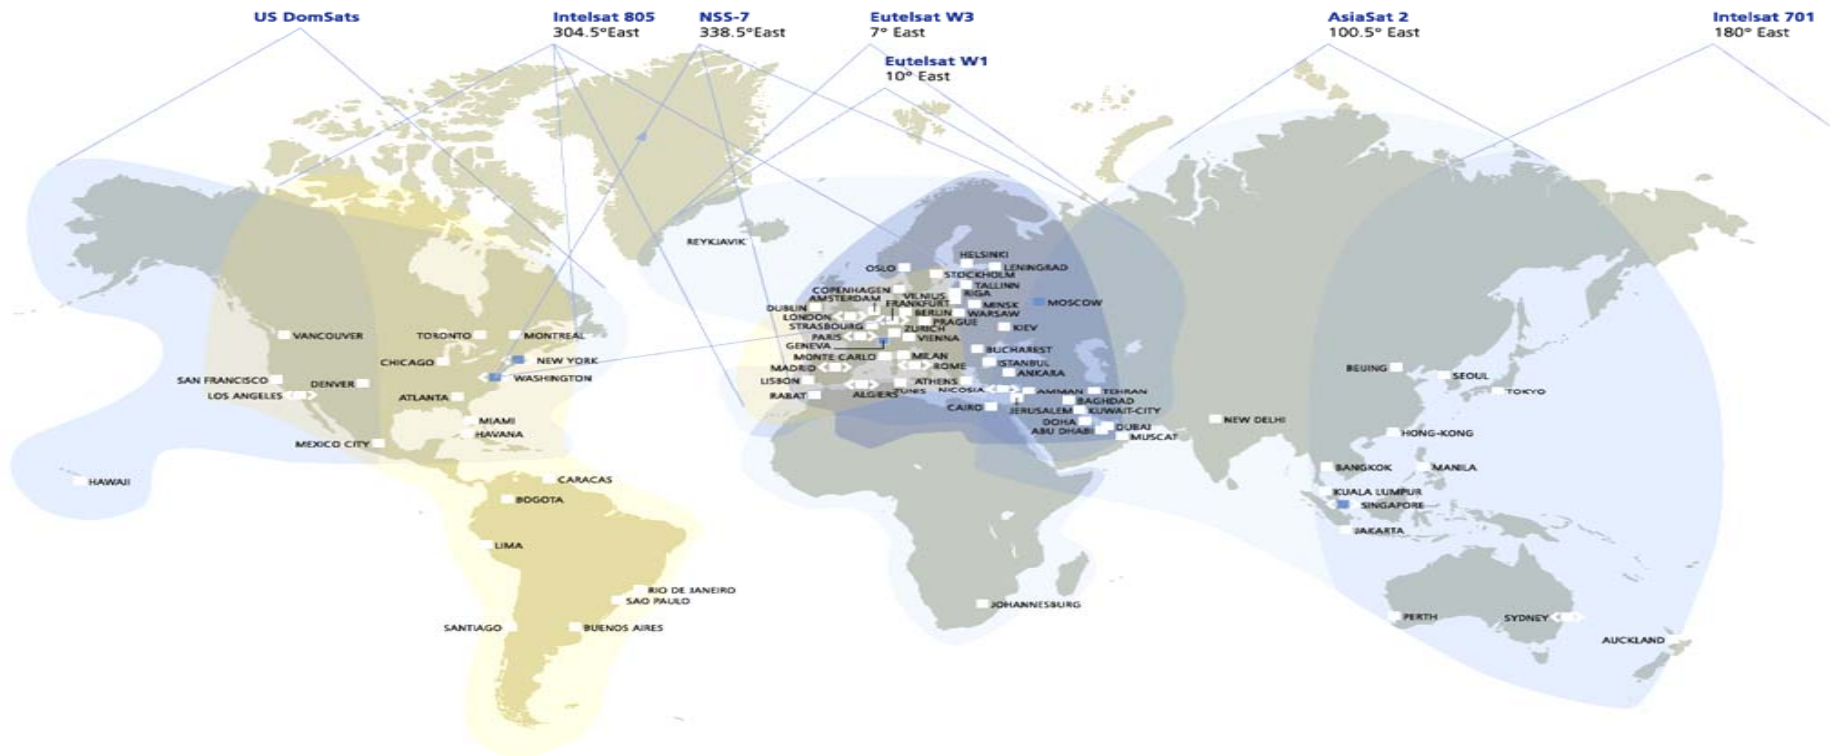 US DomSats
Intelsat 805
304.5°East
NSS-7
338.5°East
Eutelsat W3
7° East
Eutelsat W1
10° East
AsiaSat 2
100.5° East
Intelsat 701
180° East
REYKJAVIK
HELSINKI
OSLO
LENINGRAD
STOCKHOLM
TALLINN
COPENHAGEN
VILNIUS
RIGA
AMSTERDAM
FRANKFURT
MINSK
MOSCOW
DUBLIN
LONDON
BERLIN
WARSAW
STRASBOURG
PRAGUE
ZURICH
KIEV
PARIS
VIENNA
GENEVA
BUCHAREST
MONTE CARLO
MILAN
ISTANBUL
MADRID
ROME
ANKARA
LISBON
ATHENS
NICOSIA
AMMAN
TEHRAN
RABAT
ALGIERS
TUNIS
BAGHDAD
CAIRO
JERUSALEM
KUWAIT-CITY
DOHA
DUBAI
ABU DHABI
MUSCAT
VANCOUVER
TORONTO
MONTREAL
CHICAGO
NEW YORK
SAN FRANCISCO
DENVER
WASHINGTON
LOS ANGELES
ATLANTA
MIAMI
HAVANA
MEXICO CITY
HAWAII
CARACAS
BOGOTA
LIMA
RIO DE JANEIRO
SAO PAULO
SANTIAGO
BUENOS AIRES
JOHANNESBURG
BEIJING
SEOUL
TOKYO
NEW DELHI
HONG-KONG
BANGKOK
MANILA
KUALA LUMPUR
SINGAPORE
JAKARTA
PERTH
SYDNEY
AUCKLAND